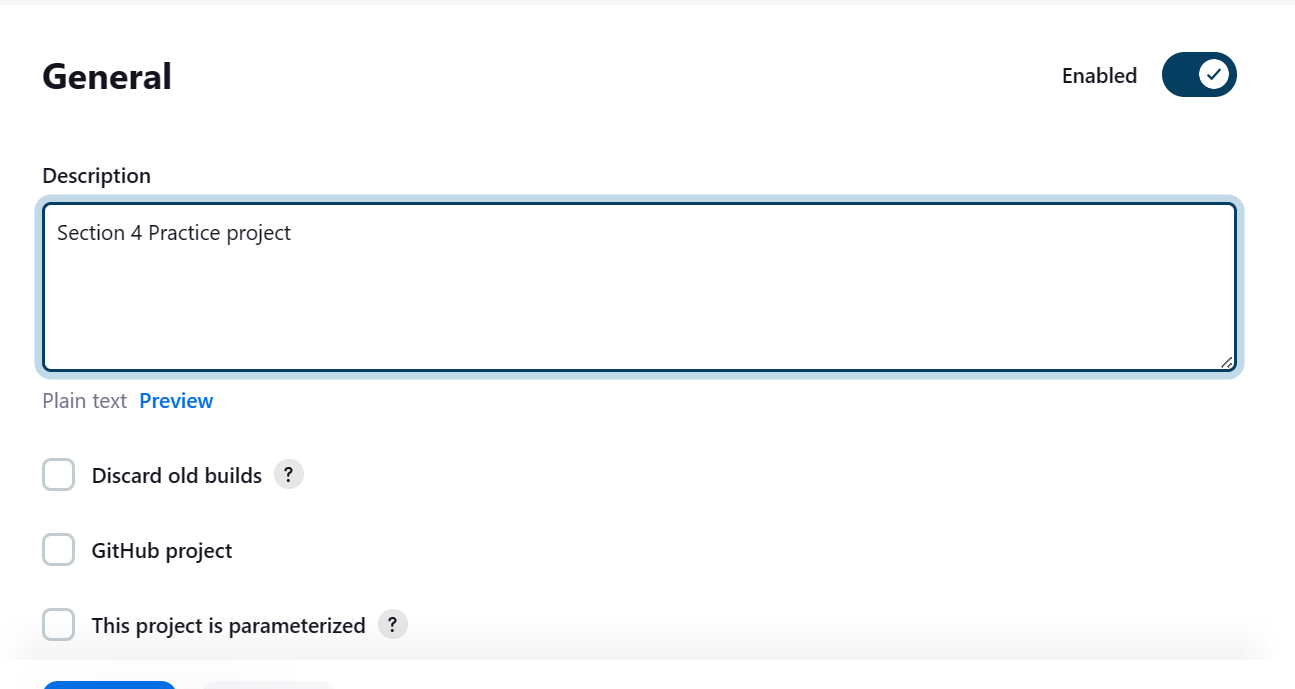 General
Enabled
Description
Section 4 Practice project
Plain text Preview
Discard old builds ?
GitHub project
This project is parameterized ?